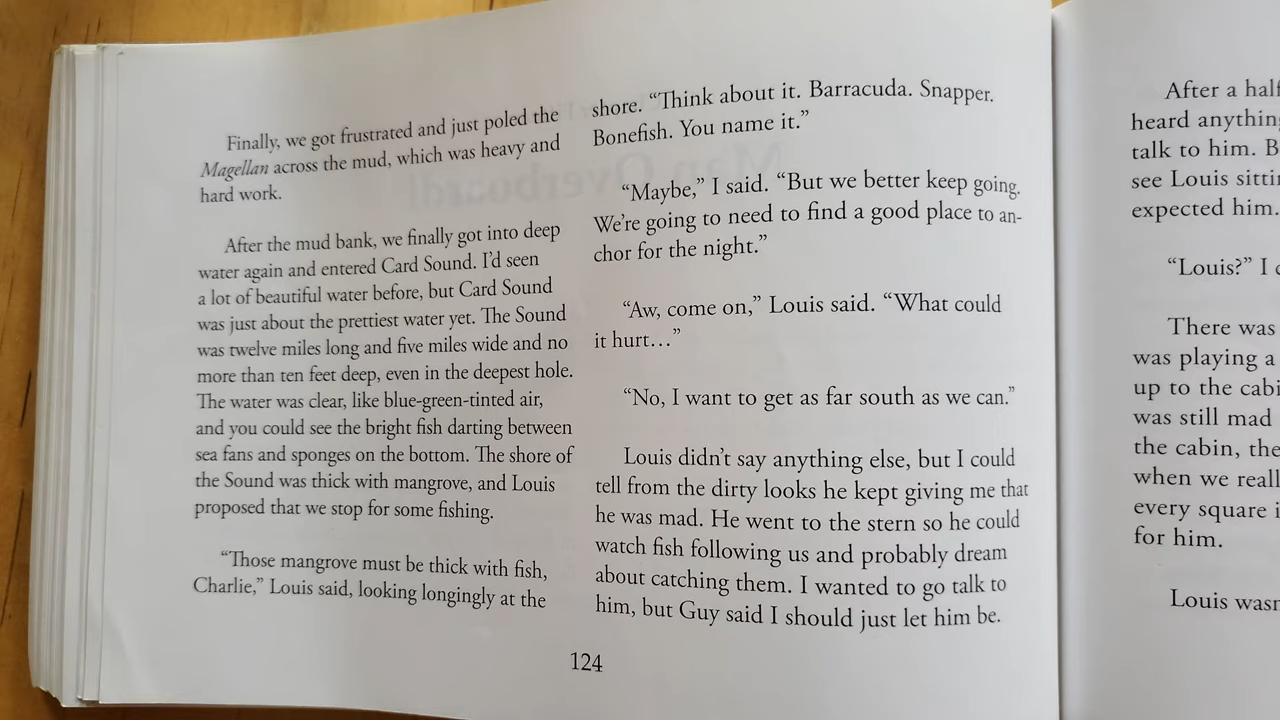 Finally, we got frustrated and just poled the
Magellan across the mud, which was heavy and
hard work.
After the mud bank, we finally got into deep
water again and entered Card Sound. I’d seen
a lot of beautiful water before, but Card Sound
was just about the prettiest water yet. The Sound
was twelve miles long and five miles wide and no
more than ten feet deep, even in the deepest hole.
The water was clear, like blue-green-tinted air,
and you could see the bright fish darting between
sea fans and sponges on the bottom. The shore of
the Sound was thick with mangrove, and Louis
proposed that we stop for some fishing.
“Those mangrove must be thick with fish,
Charlie,” Louis said, looking longingly at the
shore. “Think about it. Barracuda. Snapper.
Bonefish. You name it.”
“Maybe,” I said. “But we better keep going.
We’re going to need to find a good place to an-
chor for the night.”
“Aw, come on,” Louis said. “What could
it hurt…”
“No, I want to get as far south as we can.”
Louis didn’t say anything else, but I could
tell from the dirty looks he kept giving me that
he was mad. He went to the stern so he could
watch fish following us and probably dream
about catching them. I wanted to go talk to
him, but Guy said I should just let him be.
124
After a half
heard anythin
talk to him. B
see Louis sitti
expected him.
“Louis?” I
There was
was playing a
up to the cabi
was still mad
the cabin, the
when we reall
every square i
for him.
Louis wasn